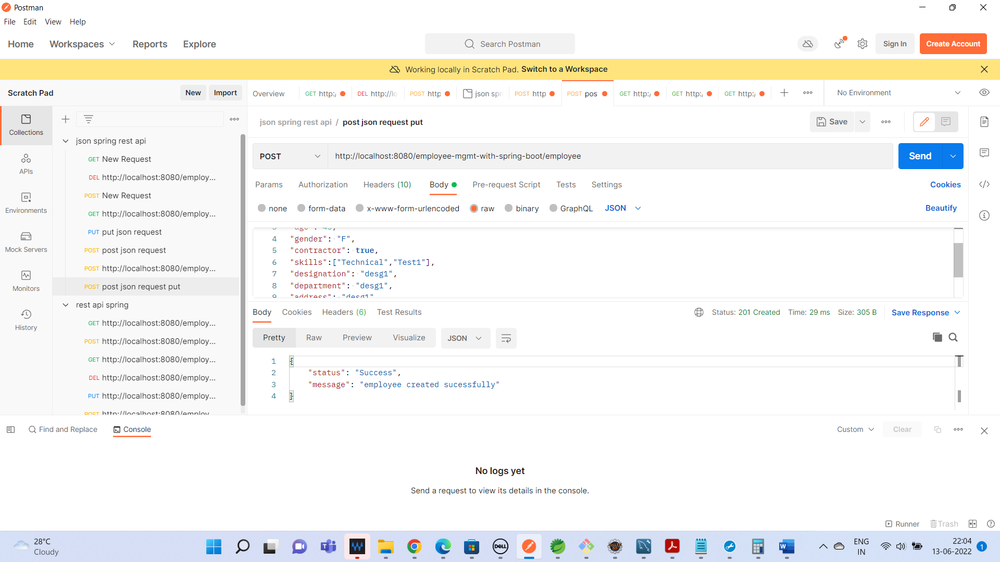 Postman
File Edit View Help
Home Workspaces Reports Explore Search Postman Sign In Create Account
Working locally in Scratch Pad. Switch to a Workspace
Scratch Pad New Import Overview GET http:/ DEL http://lo POST http json spr POST http POST pos GET http:/ GET http:/ GET http:/ No Environment
json spring rest api / post json request put Save
Collections
APIs
Environments
Mock Servers
Monitors
History
json spring rest api
GET New Request
DEL http://localhost:8080/employ...
POST New Request
GET http://localhost:8080/employ...
PUT put json request
POST post json request
POST http://localhost:8080/employ...
POST post json request put
rest api spring
GET http://localhost:8080/employ...
POST http://localhost:8080/employ...
GET http://localhost:8080/employ...
DEL http://localhost:8080/employ...
PUT http://localhost:8080/employ...
POST http://localhost:8080/employ
POST http://localhost:8080/employee-mgmt-with-spring-boot/employee Send
Params Authorization Headers (10) Body Pre-request Script Tests Settings Cookies
none form-data x-www-form-urlencoded raw binary GraphQL JSON Beautify
4 "gender": "F",
5 "contractor": true,
6 "skills":["Technical","Test1"],
7 "designation": "desg1",
8 "department": "desg1",
9 "address": "desg1"
Body Cookies Headers (6) Test Results Status: 201 Created Time: 29 ms Size: 305 B Save Response
Pretty Raw Preview Visualize JSON
1 {
2 "status": "Success",
3 "message": "employee created sucessfully"
4 }
Find and Replace Console Custom Clear
No logs yet
Send a request to view its details in the console.
Runner Trash
28°C
Cloudy
DELL
ENG
IN
22:04
13-06-2022
1